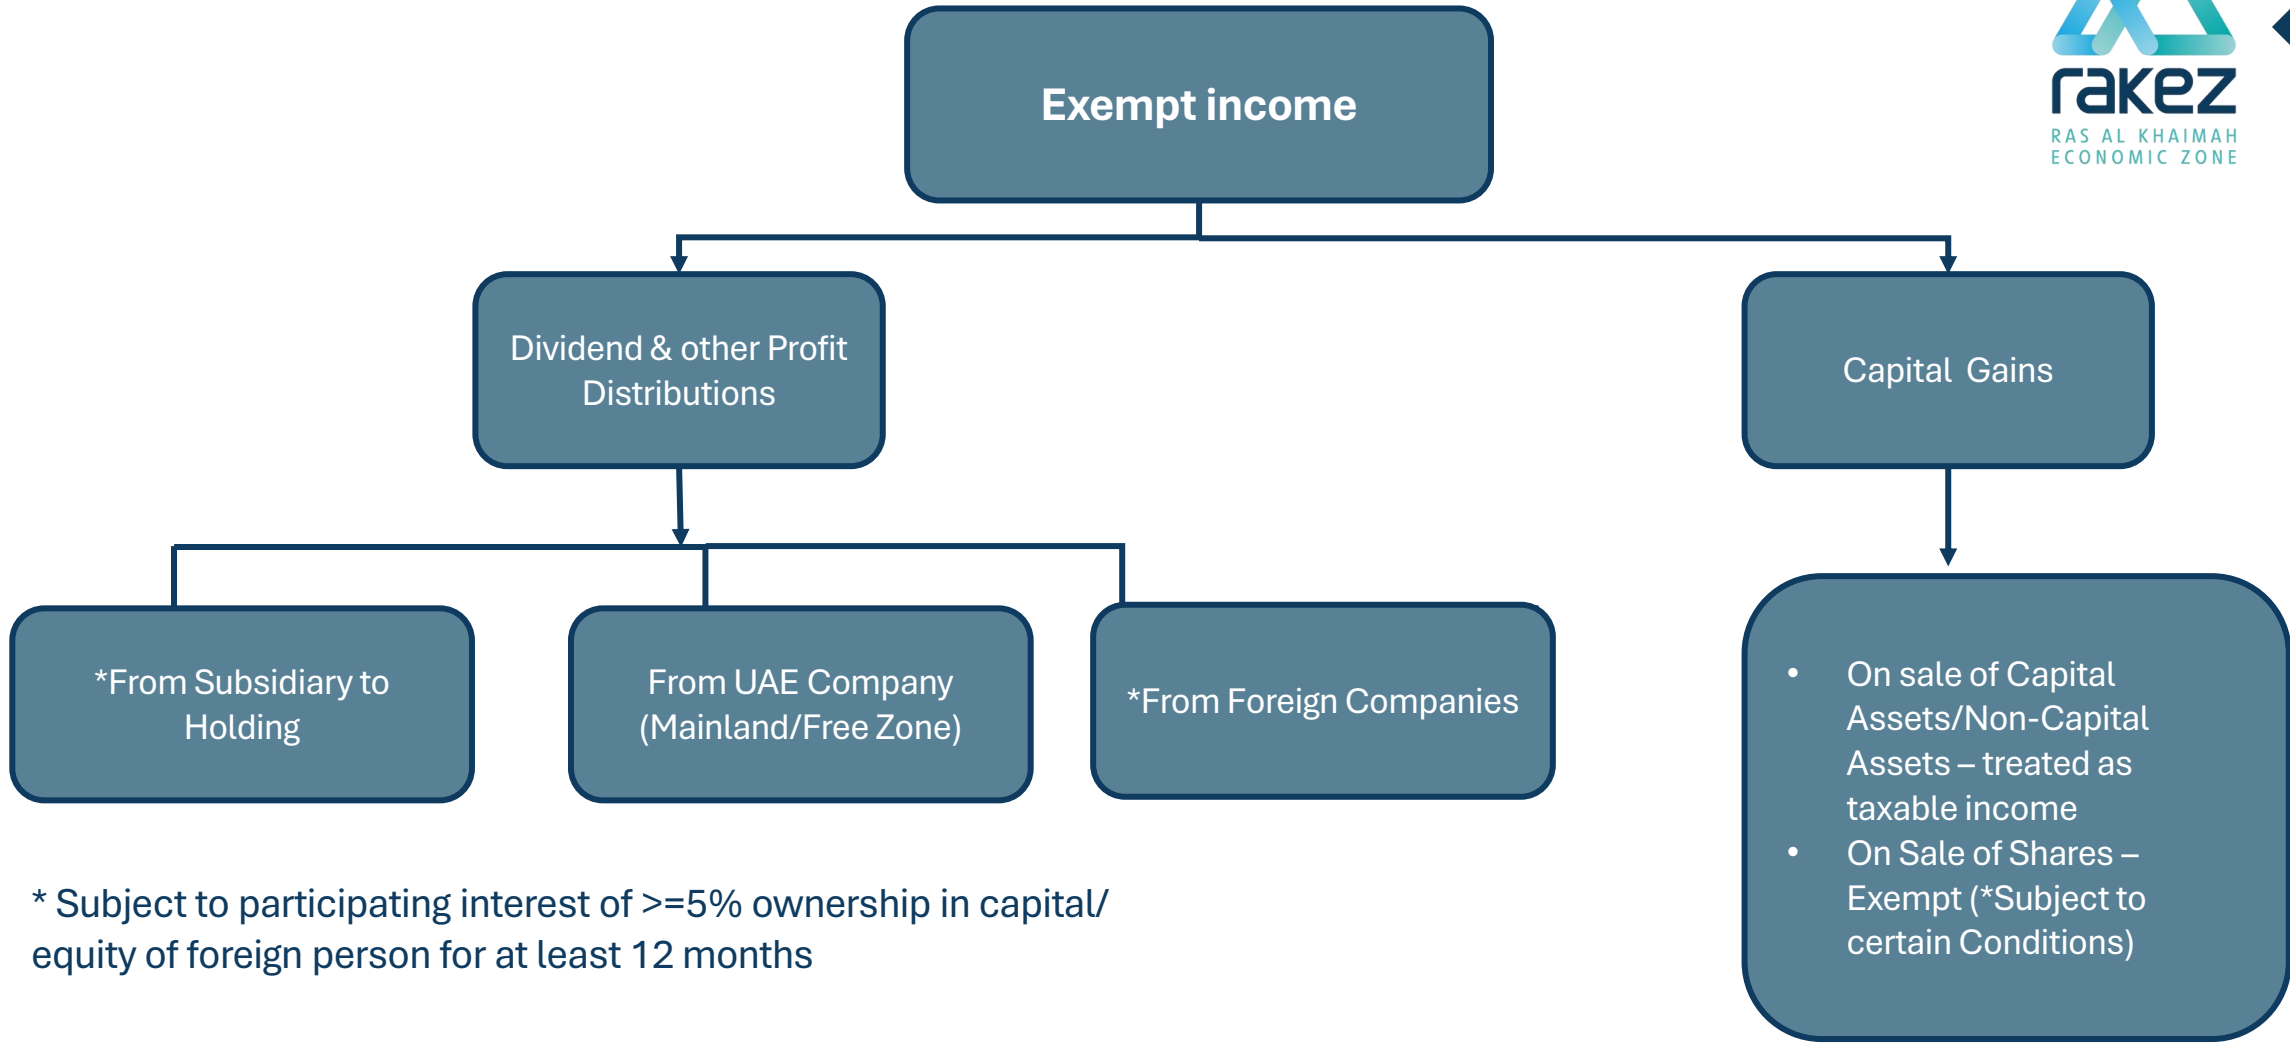 Exempt income
rakez
RAS AL KHAIMAH
ECONOMIC ZONE
Dividend & other Profit
Distributions
Capital Gains
*From Subsidiary to
Holding
From UAE Company
(Mainland/Free Zone)
*From Foreign Companies
• On sale of Capital
Assets/Non-Capital
Assets – treated as
taxable income
• On Sale of Shares –
Exempt (*Subject to
certain Conditions)
* Subject to participating interest of >=5% ownership in capital/
equity of foreign person for at least 12 months